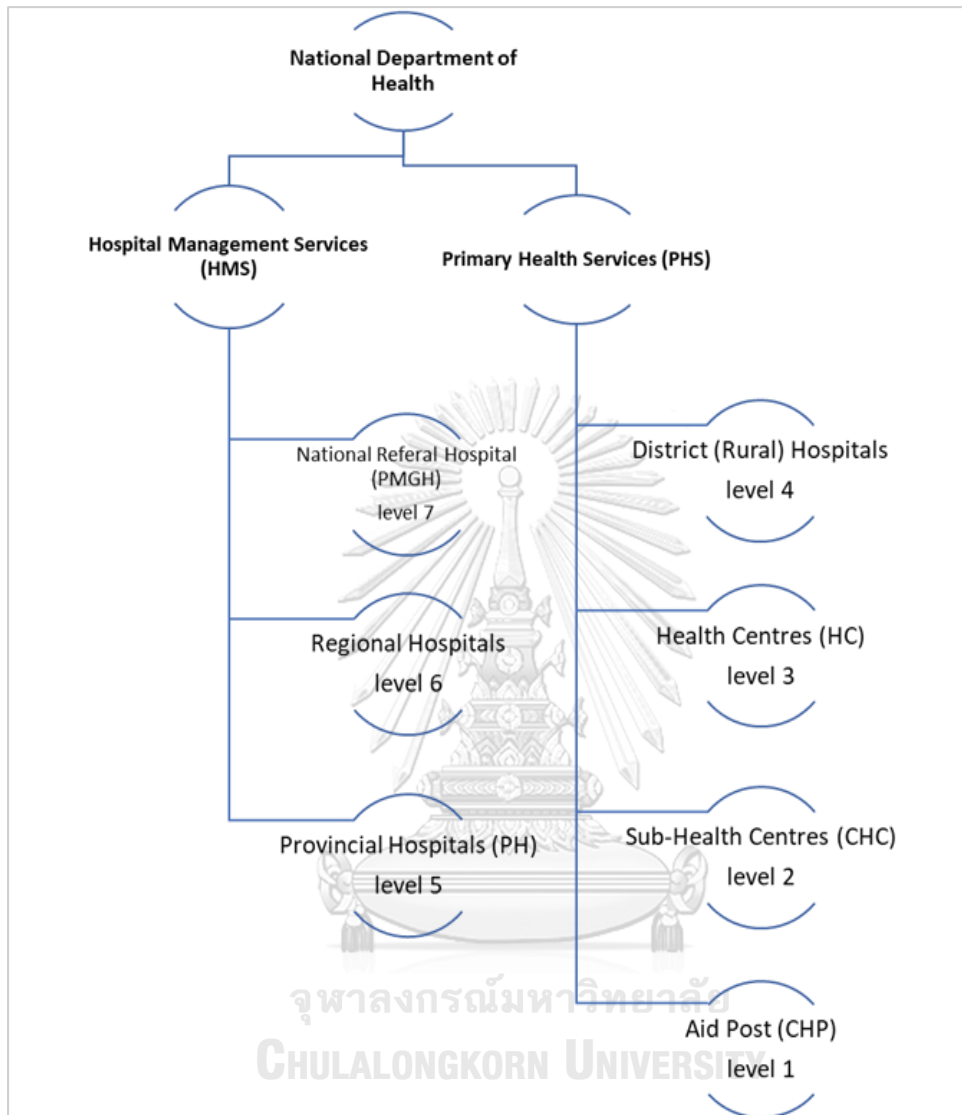 National Department of
Health
Hospital Management Services
(HMS)
Primary Health Services (PHS)
National Referal Hospital
(PMGH)
level 7
Regional Hospitals
level 6
Provincial Hospitals (PH)
level 5
District (Rural) Hospitals
level 4
Health Centres (HC)
level 3
Sub-Health Centres (CHC)
level 2
Aid Post (CHP)
level 1
จุฬาลงกรณ์มหาวิทยาลัย
CHULALONGKORN UNIVERSITY